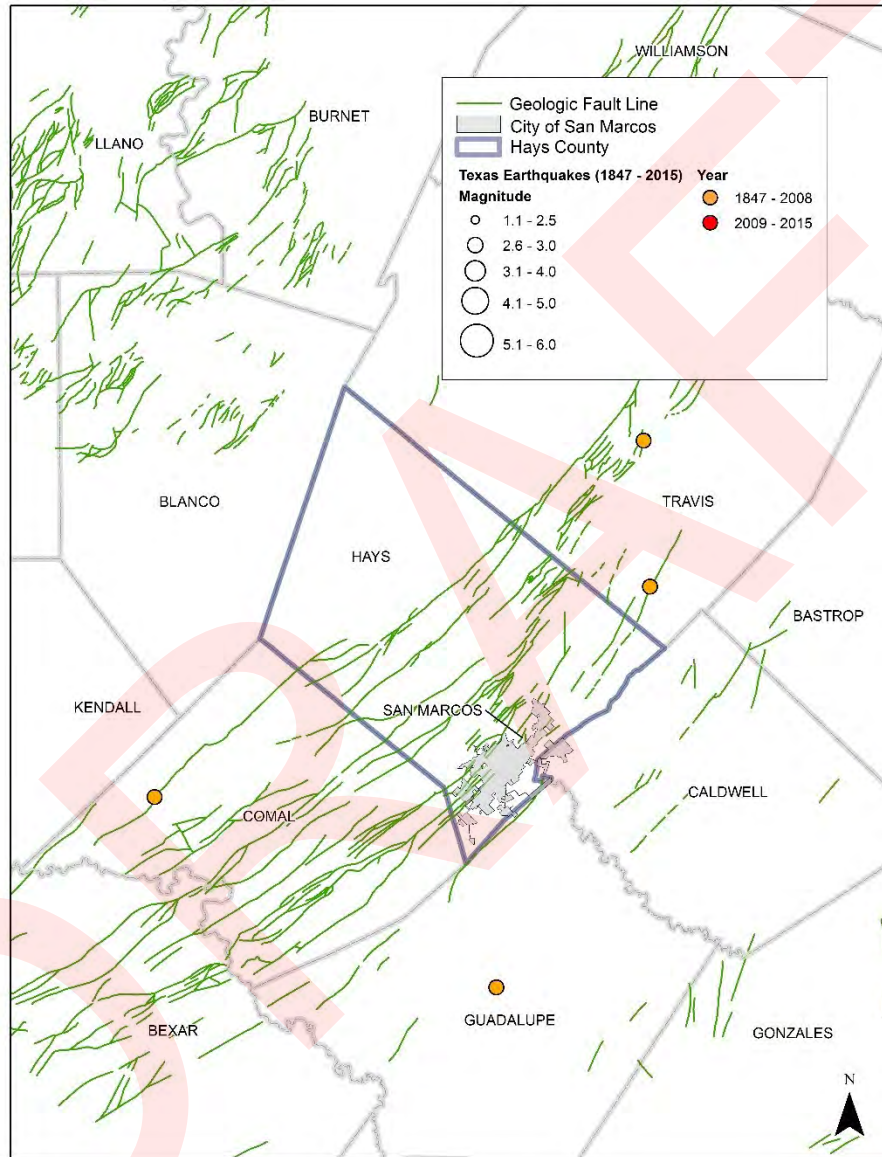 WILLIAMSON
BURNET
LLANO
Geologic Fault Line
City of San Marcos
Hays County
Texas Earthquakes (1847 - 2015) Year
Magnitude
1.1 - 2.5
2.6 - 3.0
3.1 - 4.0
4.1 - 5.0
5.1 - 6.0
1847 - 2008
2009 - 2015
TRAVIS
BLANCO
HAYS
BASTROP
KENDALL
SAN MARCOS
CALDWELL
COMAL
GUADALUPE
BEXAR
GONZALES
N
DRAFT